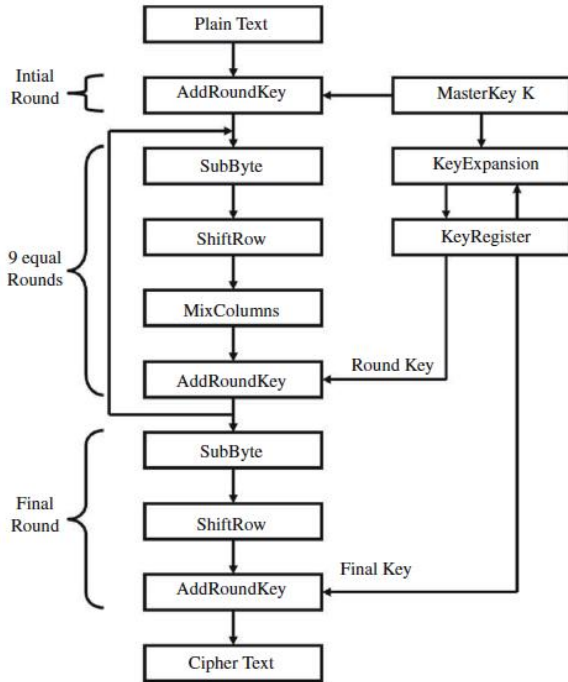 Plain Text
Intial
Round
AddRoundKey
MasterKey K
SubByte
KeyExpansion
ShiftRow
KeyRegister
9 equal
Rounds
MixColumns
Round Key
AddRoundKey
SubByte
Final
Round
ShiftRow
Final Key
AddRoundKey
Cipher Text